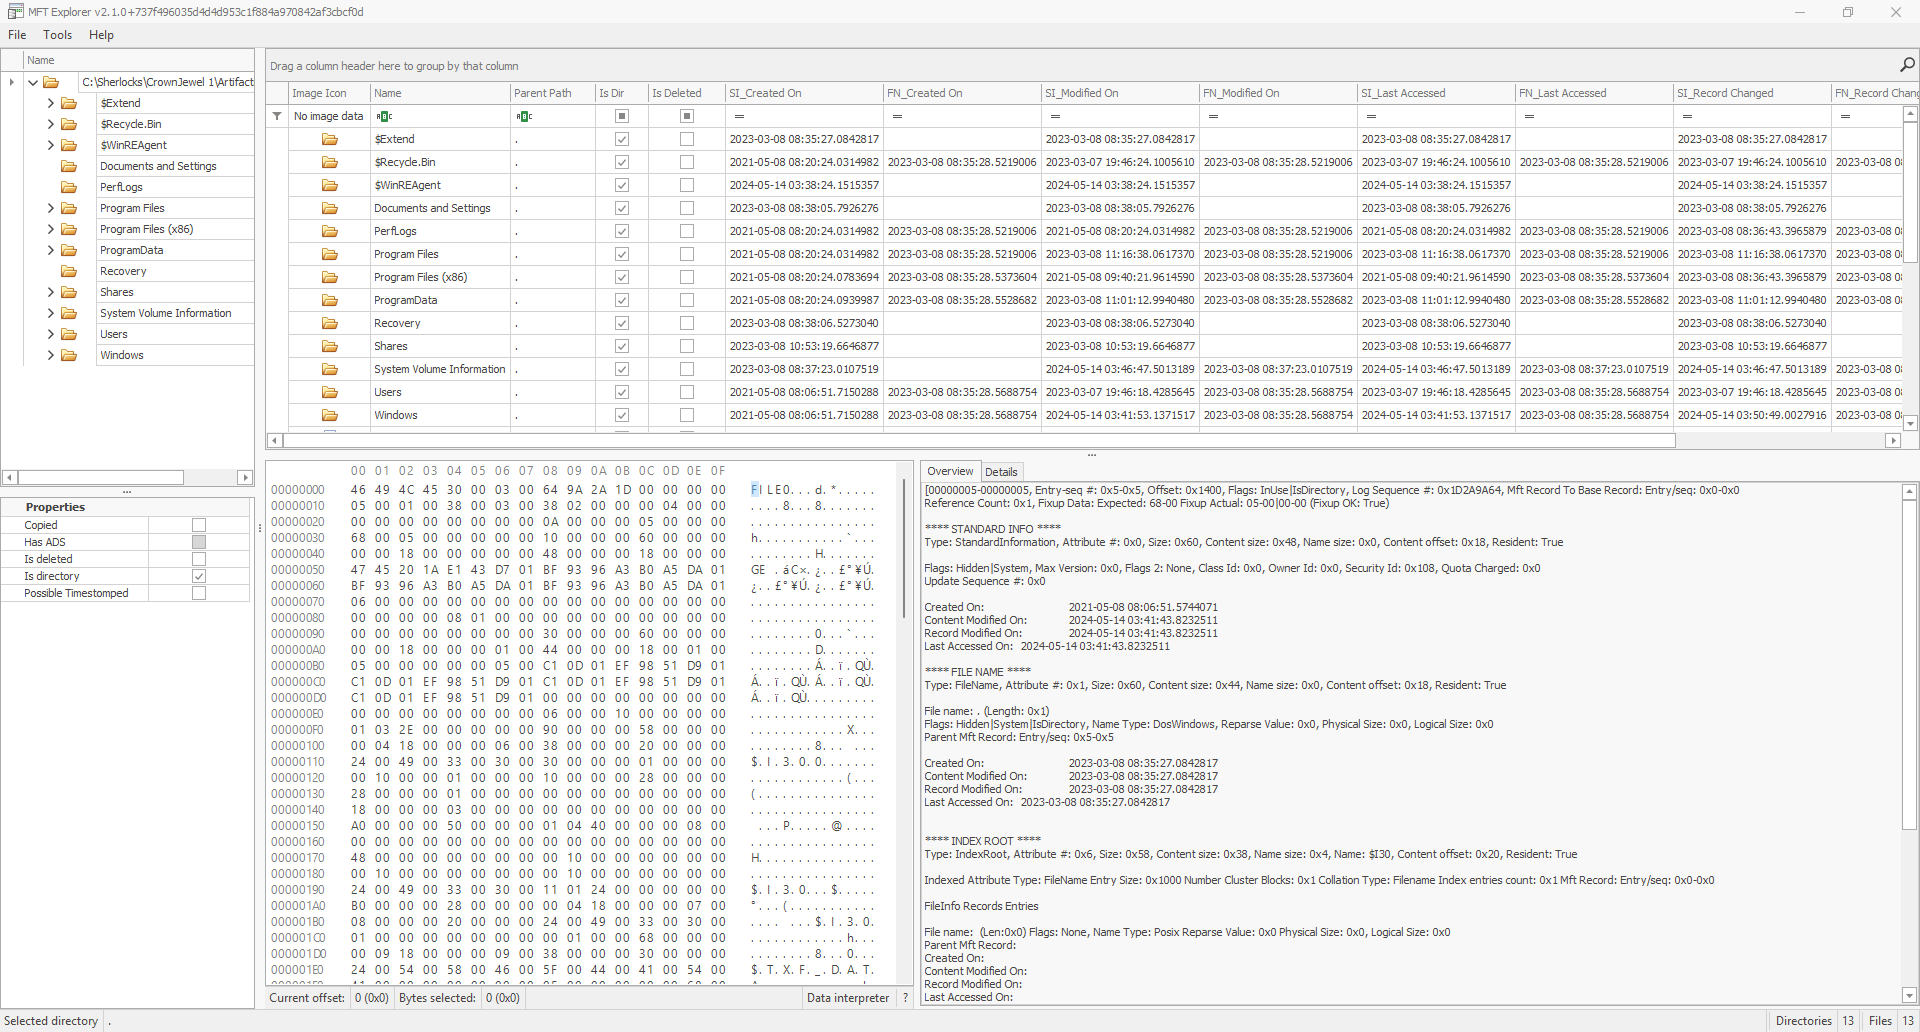 MFT Explorer v2.1.0+737f496035d4d4d953c1f884a970842af3cbcf0d
File Tools Help
Name
C:\Sherlocks\CrownJewel 1\Artifact
$Extend
$Recycle.Bin
$WinREAgent
Documents and Settings
PerfLogs
Program Files
Program Files (x86)
ProgramData
Recovery
Shares
System Volume Information
Users
Windows
Properties
Copied
Has ADS
Is deleted
Is directory
Possible Timestomped
Drag a column header here to group by that column
Image Icon Name Parent Path Is Dir Is Deleted SI_Created On FN_Created On SI_Modified On FN_Modified On SI_Last Accessed FN_Last Accessed SI_Record Changed FN_Record Chang
No image data ABC ABC = = = = = = = =
$Extend . 2023-03-08 08:35:27.0842817 2023-03-08 08:35:27.0842817 2023-03-08 08:35:27.0842817 2023-03-08 08:35:27.0842817
$Recycle.Bin . 2021-05-08 08:20:24.0314982 2023-03-08 08:35:28.5219006 2023-03-07 19:46:24.1005610 2023-03-08 08:35:28.5219006 2023-03-07 19:46:24.1005610 2023-03-08 08:35:28.5219006 2023-03-07 19:46:24.1005610 2023-03-08 08
$WinREAgent . 2024-05-14 03:38:24.1515357 2024-05-14 03:38:24.1515357 2024-05-14 03:38:24.1515357 2024-05-14 03:38:24.1515357
Documents and Settings . 2023-03-08 08:38:05.7926276 2023-03-08 08:38:05.7926276 2023-03-08 08:38:05.7926276 2023-03-08 08:38:05.7926276
PerfLogs . 2021-05-08 08:20:24.0314982 2023-03-08 08:35:28.5219006 2021-05-08 08:20:24.0314982 2023-03-08 08:35:28.5219006 2021-05-08 08:20:24.0314982 2023-03-08 08:35:28.5219006 2023-03-08 08:36:43.3965879 2023-03-08 08
Program Files . 2021-05-08 08:20:24.0314982 2023-03-08 08:35:28.5219006 2023-03-08 11:16:38.0617370 2023-03-08 08:35:28.5219006 2023-03-08 11:16:38.0617370 2023-03-08 08:35:28.5219006 2023-03-08 11:16:38.0617370 2023-03-08 08
Program Files (x86) . 2021-05-08 08:20:24.0783694 2023-03-08 08:35:28.5373604 2021-05-08 09:40:21.9614590 2023-03-08 08:35:28.5373604 2021-05-08 09:40:21.9614590 2023-03-08 08:35:28.5373604 2023-03-08 08:36:43.3965879 2023-03-08 08
ProgramData . 2021-05-08 08:20:24.0939987 2023-03-08 08:35:28.5528682 2023-03-08 11:01:12.9940480 2023-03-08 08:35:28.5528682 2023-03-08 11:01:12.9940480 2023-03-08 08:35:28.5528682 2023-03-08 11:01:12.9940480 2023-03-08 08
Recovery . 2023-03-08 08:38:06.5273040 2023-03-08 08:38:06.5273040 2023-03-08 08:38:06.5273040 2023-03-08 08:38:06.5273040
Shares . 2023-03-08 10:53:19.6646877 2023-03-08 10:53:19.6646877 2023-03-08 10:53:19.6646877 2023-03-08 10:53:19.6646877
System Volume Information . 2023-03-08 08:37:23.0107519 2024-05-14 03:46:47.5013189 2023-03-08 08:37:23.0107519 2024-05-14 03:46:47.5013189 2023-03-08 08:37:23.0107519 2024-05-14 03:46:47.5013189 2023-03-08 08
Users . 2021-05-08 08:06:51.7150288 2023-03-08 08:35:28.5688754 2023-03-07 19:46:18.4285645 2023-03-08 08:35:28.5688754 2023-03-07 19:46:18.4285645 2023-03-08 08:35:28.5688754 2023-03-07 19:46:18.4285645 2023-03-08 08
Windows . 2021-05-08 08:06:51.7150288 2023-03-08 08:35:28.5688754 2024-05-14 03:41:53.1371517 2023-03-08 08:35:28.5688754 2024-05-14 03:41:53.1371517 2023-03-08 08:35:28.5688754 2024-05-14 03:50:49.0027916 2023-03-08 08
00 01 02 03 04 05 06 07 08 09 0A 0B 0C 0D 0E 0F
00000000 46 49 4C 45 30 00 03 00 64 9A 2A 1D 00 00 00 00 FILE0...d.*.....
00000010 05 00 01 00 38 00 03 00 38 02 00 00 00 04 00 00 ....8...8.......
00000020 00 00 00 00 00 00 00 00 0A 00 00 00 05 00 00 00 ................
00000030 68 00 05 00 00 00 00 00 10 00 00 00 60 00 00 00 h...........`...
00000040 00 00 18 00 00 00 00 00 48 00 00 00 18 00 00 00 ........H.......
00000050 47 45 20 1A E1 43 D7 01 BF 93 96 A3 B0 A5 DA 01 GE .áC×.¿..£°¥Ú.
00000060 BF 93 96 A3 B0 A5 DA 01 BF 93 96 A3 B0 A5 DA 01 ¿..£°¥Ú.¿..£°¥Ú.
00000070 06 00 00 00 00 00 00 00 00 00 00 00 00 00 00 00 ................
00000080 00 00 00 00 08 01 00 00 00 00 00 00 00 00 00 00 ................
00000090 00 00 00 00 00 00 00 00 30 00 00 00 60 00 00 00 ........0...`...
000000A0 00 00 18 00 00 00 01 00 44 00 00 00 18 00 01 00 ........D.......
000000B0 05 00 00 00 00 00 05 00 C1 0D 01 EF 98 51 D9 01 ........Á..ï.QÙ.
000000C0 C1 0D 01 EF 98 51 D9 01 C1 0D 01 EF 98 51 D9 01 Á..ï.QÙ.Á..ï.QÙ.
000000D0 C1 0D 01 EF 98 51 D9 01 00 00 00 00 00 00 00 00 Á..ï.QÙ.........
000000E0 00 00 00 00 00 00 00 00 06 00 00 10 00 00 00 00 ................
000000F0 01 03 2E 00 00 00 00 00 90 00 00 00 58 00 00 00 ............X...
00000100 00 04 18 00 00 00 06 00 38 00 00 00 20 00 00 00 ........8... ...
00000110 24 00 49 00 33 00 30 00 30 00 00 00 01 00 00 00 $.I.3.0.0.......
00000120 00 10 00 00 01 00 00 00 10 00 00 00 28 00 00 00 ............(...
00000130 28 00 00 00 01 00 00 00 00 00 00 00 00 00 00 00 (...............
00000140 18 00 00 00 03 00 00 00 00 00 00 00 00 00 00 00 ................
00000150 A0 00 00 00 50 00 00 00 01 04 40 00 00 00 08 00 ...P.....@.....
00000160 00 00 00 00 00 00 00 00 00 00 00 00 00 00 00 00 ................
00000170 48 00 00 00 00 00 00 00 00 10 00 00 00 00 00 00 H...............
00000180 00 10 00 00 00 00 00 00 00 10 00 00 00 00 00 00 ................
00000190 24 00 49 00 33 00 30 00 11 01 24 00 00 00 00 00 $.I.3.0...$.....
000001A0 B0 00 00 00 28 00 00 00 00 04 18 00 00 00 07 00 °...(...........
000001B0 08 00 00 00 20 00 00 00 24 00 49 00 33 00 30 00 .... ...$.I.3.0.
000001C0 01 00 00 00 00 00 00 00 00 01 00 00 68 00 00 00 ............h...
000001D0 00 09 18 00 00 00 09 00 38 00 00 00 30 00 00 00 ........8...0...
000001E0 24 00 54 00 58 00 46 00 5F 00 44 00 41 00 54 00 $.T.X.F._.D.A.T.
Current offset: 0 (0x0) Bytes selected: 0 (0x0) Data interpreter ?
Overview Details
[00000005-00000005, Entry-seq #: 0x5-0x5, Offset: 0x1400, Flags: InUse|IsDirectory, Log Sequence #: 0x1D2A9A64, Mft Record To Base Record: Entry/seq: 0x0-0x0
Reference Count: 0x1, Fixup Data: Expected: 68-00 Fixup Actual: 05-00|00-00 (Fixup OK: True)
**** STANDARD INFO ****
Type: StandardInformation, Attribute #: 0x0, Size: 0x60, Content size: 0x48, Name size: 0x0, Content offset: 0x18, Resident: True
Flags: Hidden|System, Max Version: 0x0, Flags 2: None, Class Id: 0x0, Owner Id: 0x0, Security Id: 0x108, Quota Charged: 0x0
Update Sequence #: 0x0
Created On: 2021-05-08 08:06:51.5744071
Content Modified On: 2024-05-14 03:41:43.8232511
Record Modified On: 2024-05-14 03:41:43.8232511
Last Accessed On: 2024-05-14 03:41:43.8232511
**** FILE NAME ****
Type: FileName, Attribute #: 0x1, Size: 0x60, Content size: 0x44, Name size: 0x0, Content offset: 0x18, Resident: True
File name: . (Length: 0x1)
Flags: Hidden|System|IsDirectory, Name Type: DosWindows, Reparse Value: 0x0, Physical Size: 0x0, Logical Size: 0x0
Parent Mft Record: Entry/seq: 0x5-0x5
Created On: 2023-03-08 08:35:27.0842817
Content Modified On: 2023-03-08 08:35:27.0842817
Record Modified On: 2023-03-08 08:35:27.0842817
Last Accessed On: 2023-03-08 08:35:27.0842817
**** INDEX ROOT ****
Type: IndexRoot, Attribute #: 0x6, Size: 0x58, Content size: 0x38, Name size: 0x4, Name: $I30, Content offset: 0x20, Resident: True
Indexed Attribute Type: FileName Entry Size: 0x1000 Number Cluster Blocks: 0x1 Collation Type: Filename Index entries count: 0x1 Mft Record: Entry/seq: 0x0-0x0
FileInfo Records Entries
File name: (Len:0x0) Flags: None, Name Type: Posix Reparse Value: 0x0 Physical Size: 0x0, Logical Size: 0x0
Parent Mft Record:
Created On:
Content Modified On:
Record Modified On:
Last Accessed On:
Selected directory . Directories 13 Files 13